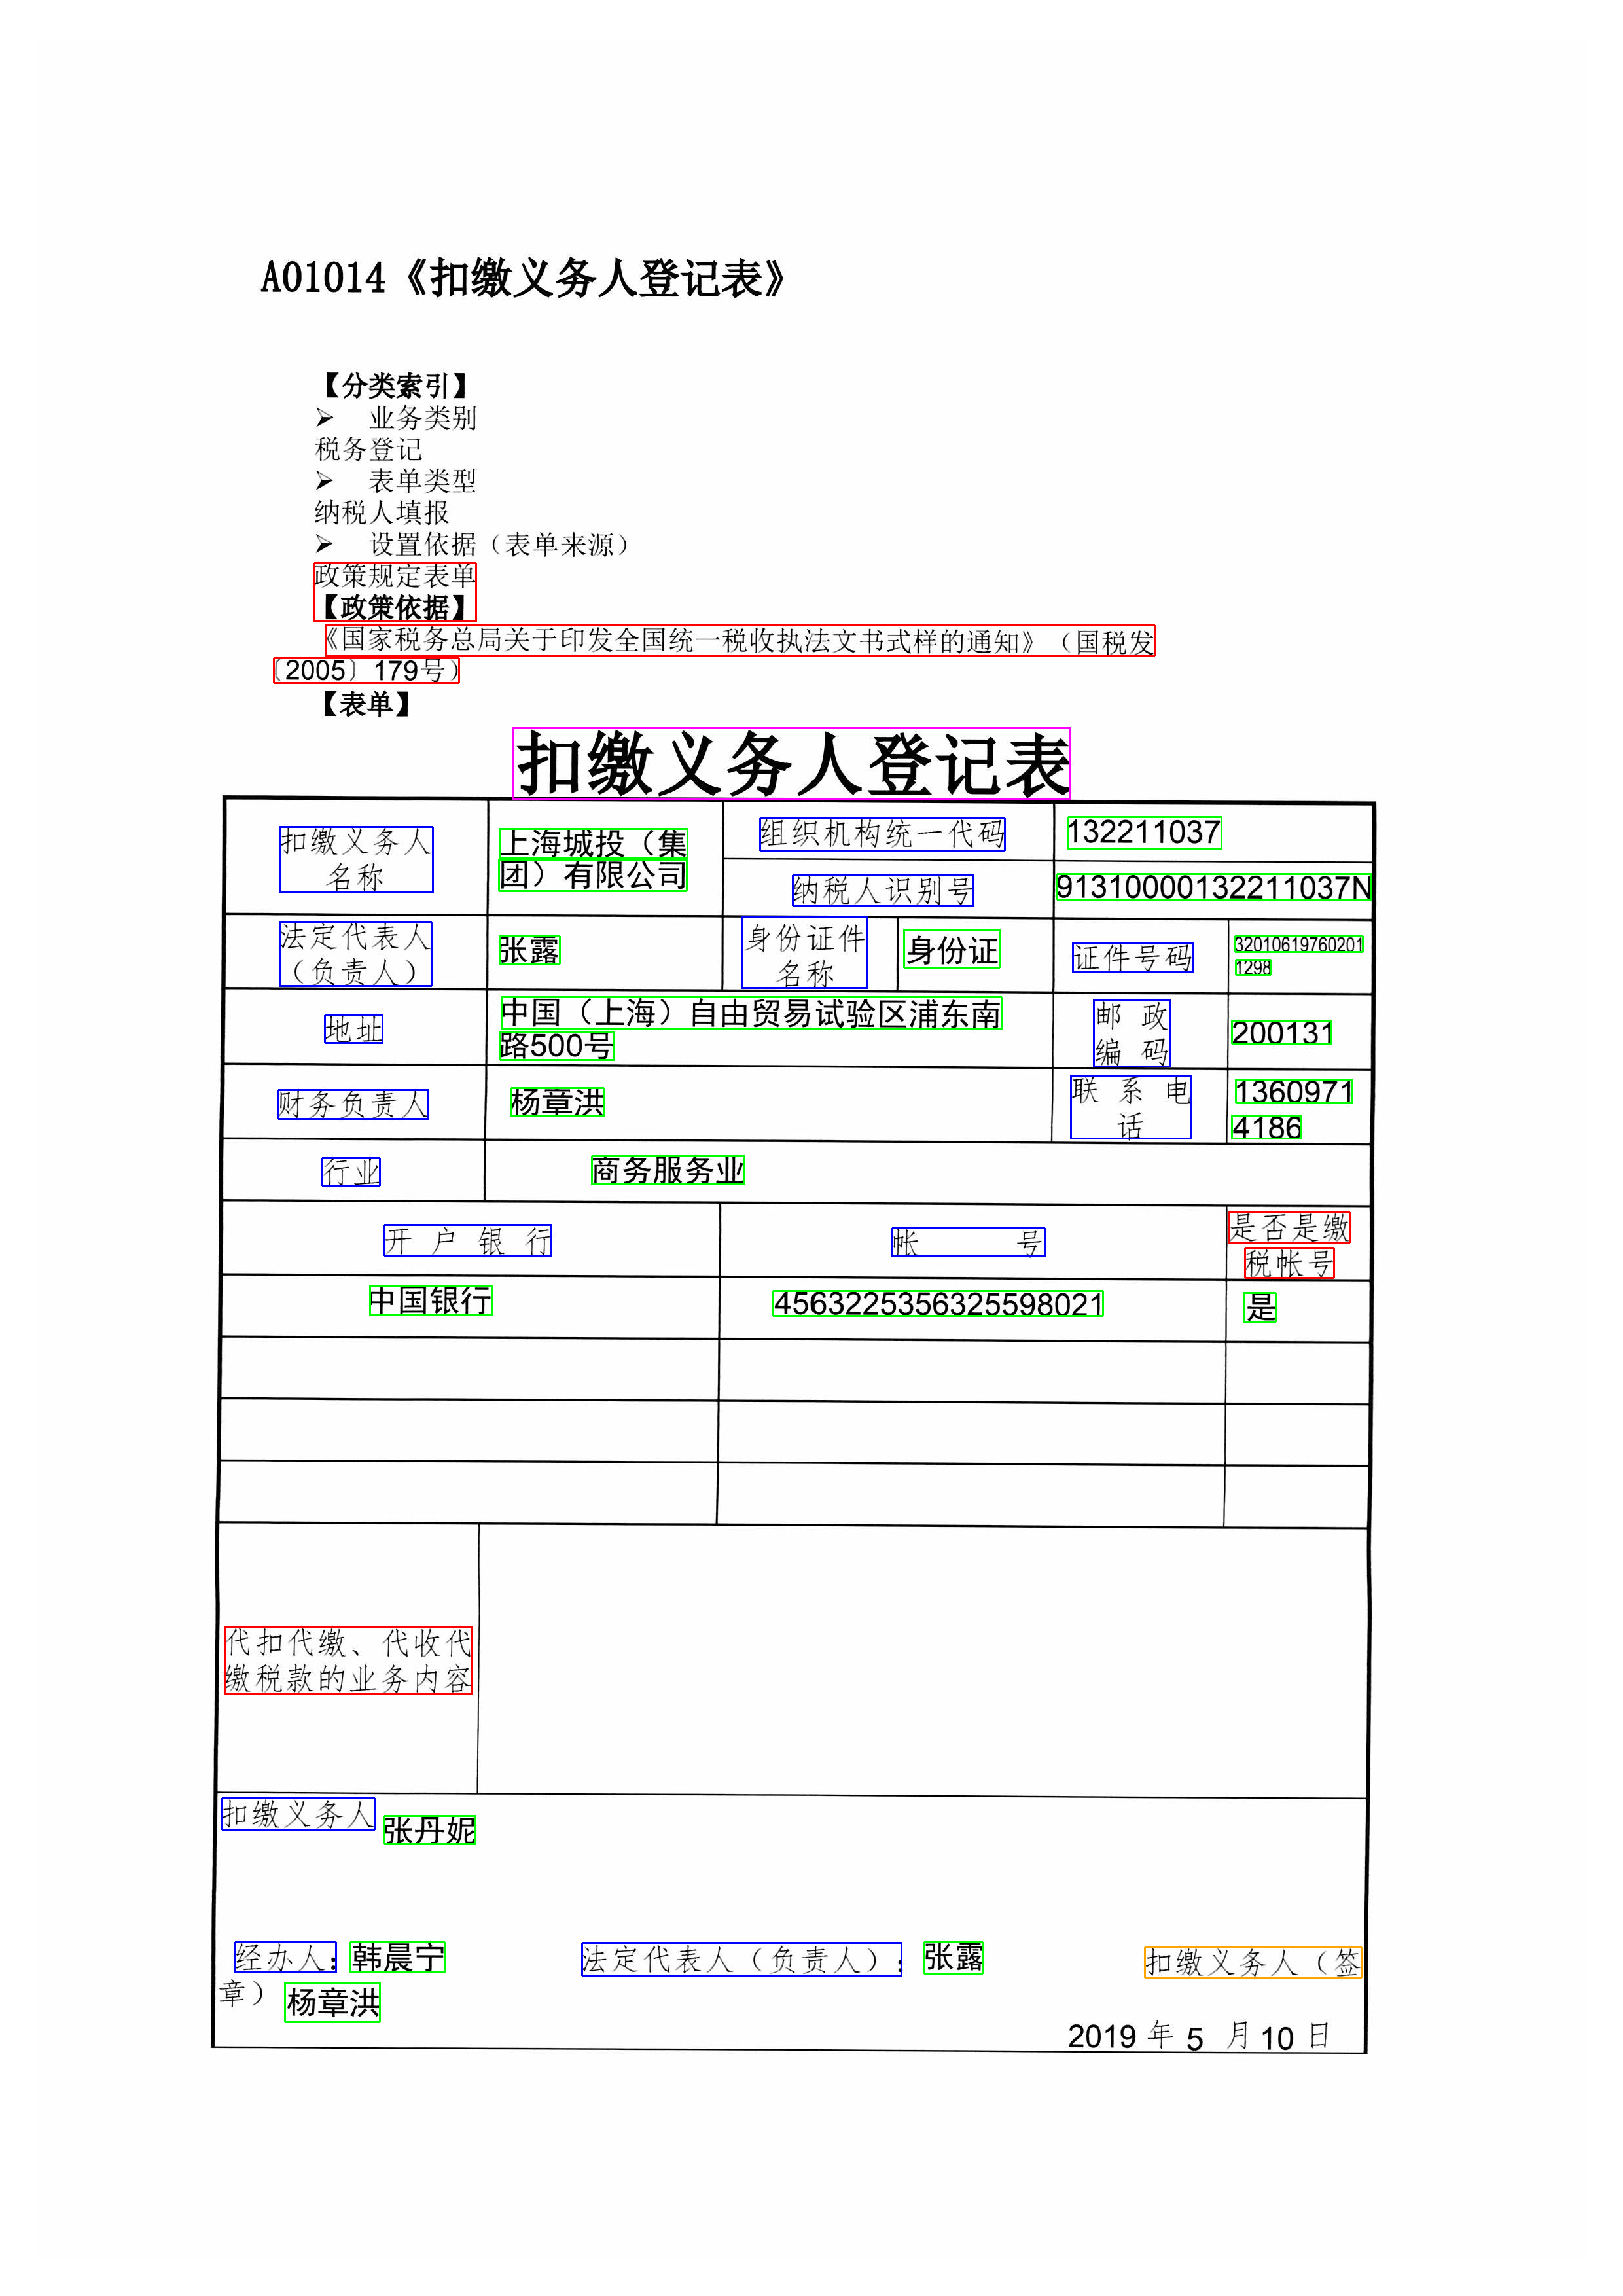 A01014《扣缴义务人登记表》
【分类索引】
➢ 业务类别
税务登记
➢ 表单类型
纳税人填报
➢ 设置依据（表单来源）
政策规定表单
【政策依据】
《国家税务总局关于印发全国统一税收执法文书式样的通知》（国税发
〔2005〕179号）
【表单】
扣缴义务人登记表
扣缴义务人
名称
上海城投（集
团）有限公司
组织机构统一代码
132211037
纳税人识别号
91310000132211037N
法定代表人
（负责人）
张露
身份证件
名称
身份证
证件号码
32010619760201
1298
地址
中国（上海）自由贸易试验区浦东南
路500号
邮 政
编 码
200131
财务负责人
杨章洪
联 系 电
话
1360971
4186
行业
商务服务业
开 户 银 行
帐 号
是否是缴
税帐号
中国银行
4563225356325598021
是
代扣代缴、代收代
缴税款的业务内容
扣缴义务人
张丹妮
经办人：韩晨宁 法定代表人（负责人）：张露 扣缴义务人（签
章） 杨章洪
2019 年 5 月 10 日